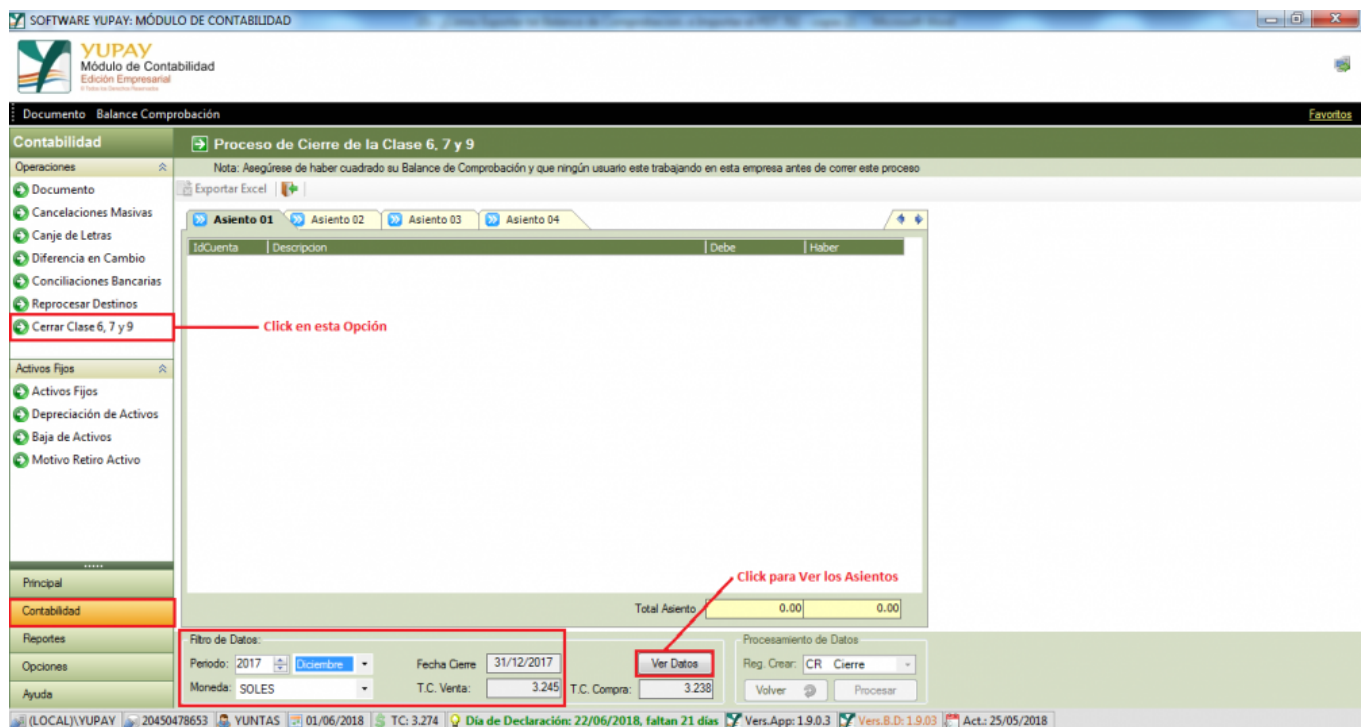 SOFTWARE YUPAY: MÓDULO DE CONTABILIDAD
YUPAY
Módulo de Contabilidad
Edición Empresarial
© Todos los Derechos Reservados
Documento Balance Comprobación Favoritos
Contabilidad
Proceso de Cierre de la Clase 6, 7 y 9
Operaciones
Nota: Asegúrese de haber cuadrado su Balance de Comprobación y que ningún usuario este trabajando en esta empresa antes de correr este proceso
Documento
Exportar Excel
Cancelaciones Masivas
Asiento 01 Asiento 02 Asiento 03 Asiento 04
Canje de Letras
IdCuenta Descripcion Debe Haber
Diferencia en Cambio
Conciliaciones Bancarias
Reprocesar Destinos
Cerrar Clase 6, 7 y 9
Click en esta Opción
Activos Fijos
Activos Fijos
Depreciación de Activos
Baja de Activos
Motivo Retiro Activo
Click para Ver los Asientos
Principal
Contabilidad
Total Asiento 0.00 0.00
Reportes
Opciones
Ayuda
Filtro de Datos:
Periodo: 2017 Diciembre Fecha Cierre 31/12/2017 Ver Datos
Moneda: SOLES T.C. Venta: 3.245 T.C. Compra: 3.238
Procesamiento de Datos
Reg. Crear: CR Cierre
Volver Procesar
(LOCAL)\YUPAY 20450478653 YUNTAS 01/06/2018 TC: 3.274 Día de Declaración: 22/06/2018, faltan 21 días Vers.App: 1.9.0.3 Vers.B.D: 1.9.03 Act.: 25/05/2018